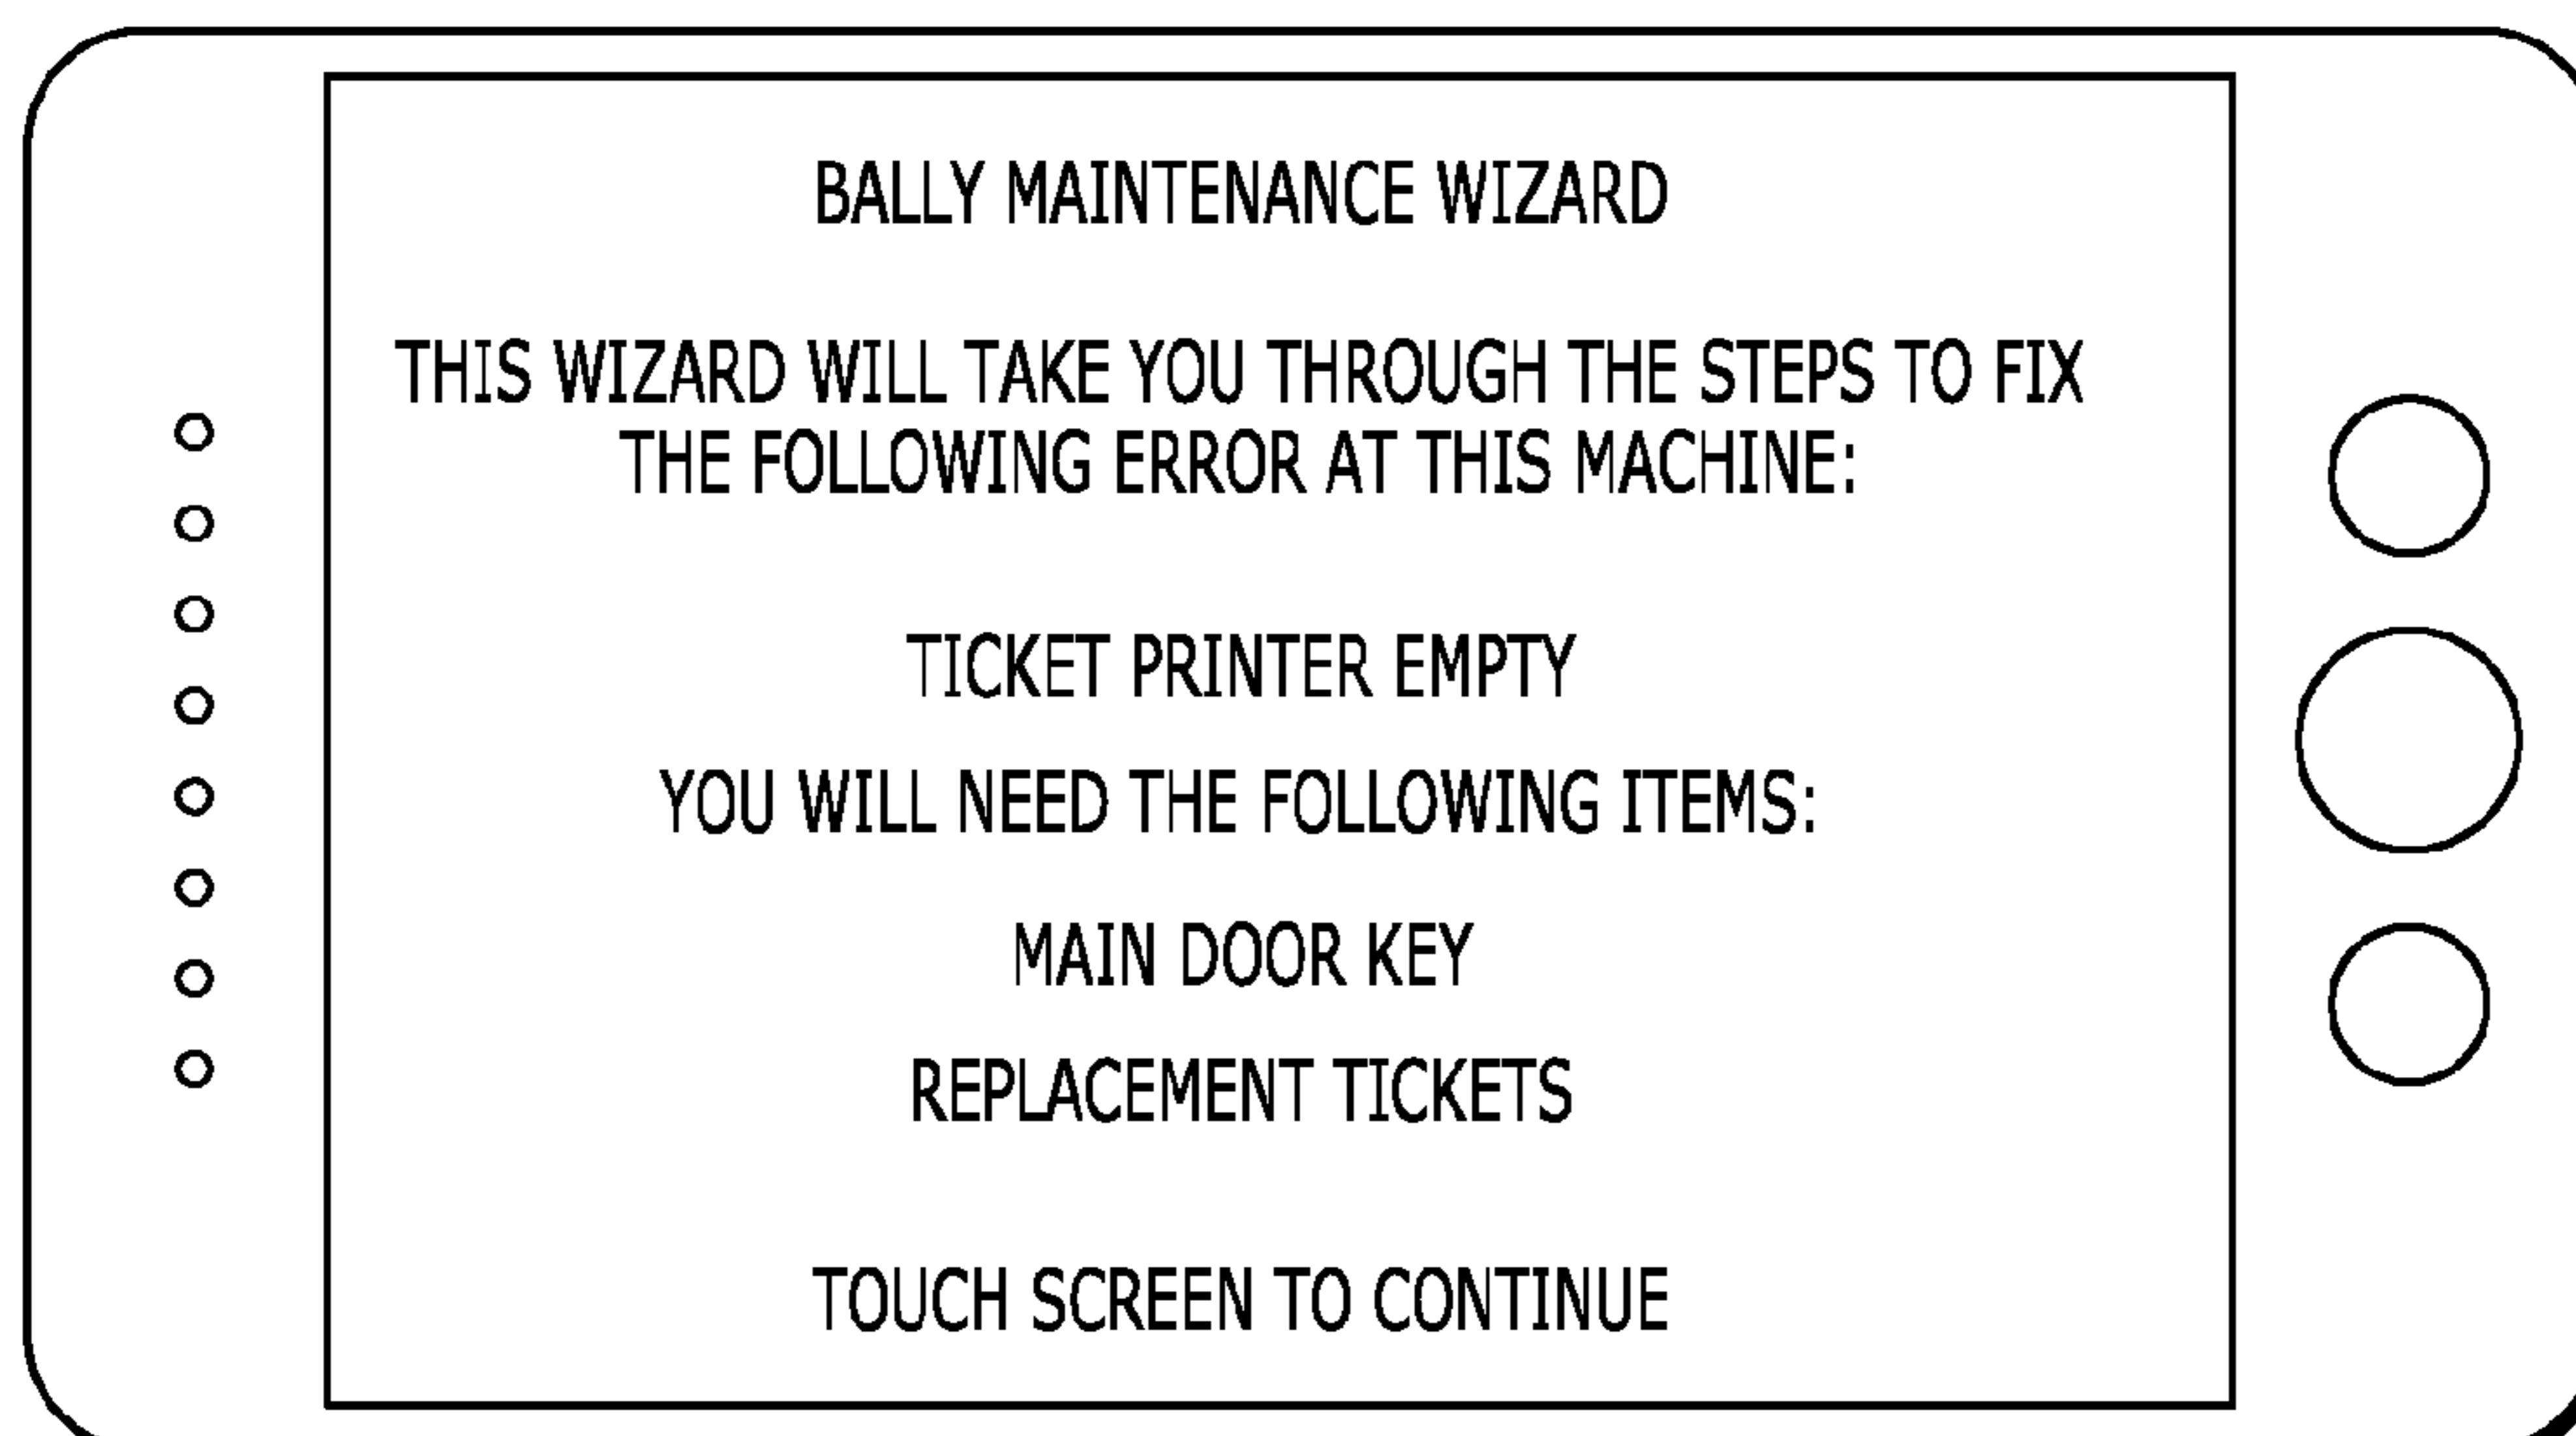 BALLY MAINTENANCE WIZARD
THIS WIZARD WILL TAKE YOU THROUGH THE STEPS TO FIX
THE FOLLOWING ERROR AT THIS MACHINE:
TICKET PRINTER EMPTY
YOU WILL NEED THE FOLLOWING ITEMS:
MAIN DOOR KEY
REPLACEMENT TICKETS
TOUCH SCREEN TO CONTINUE